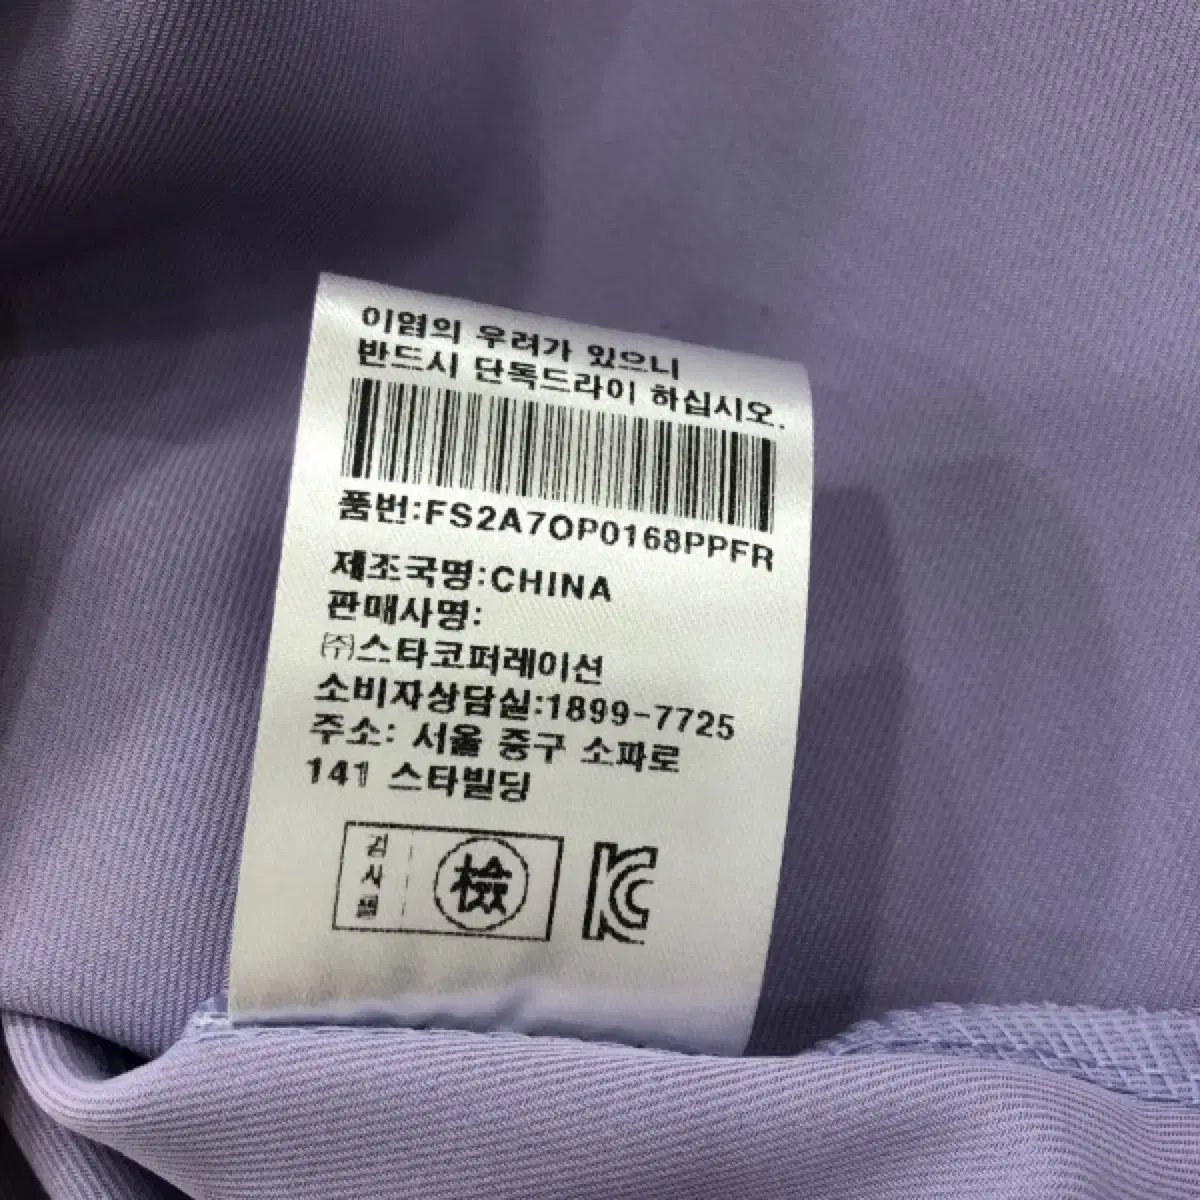 이염의 우려가 있으니
반드시 단독드라이 하십시오.
품번:FS2A7OP0168PPFR
제조국명:CHINA
판매사명:
㈜스타코퍼레이션
소비자상담실:1899-7725
주소: 서울 중구 소파로
141 스타빌딩
검사필 檢
KC